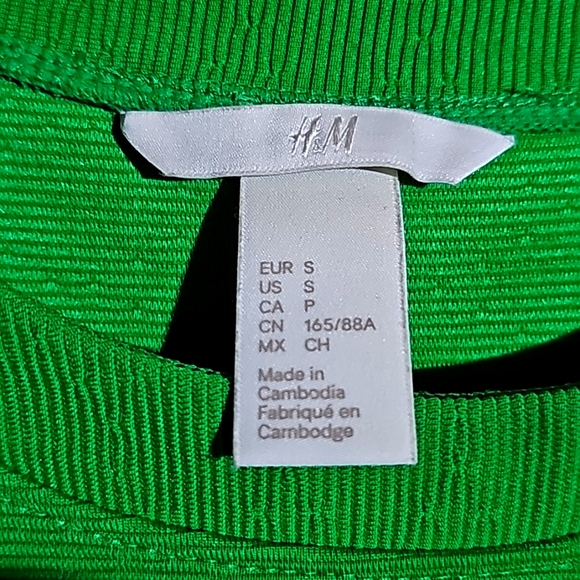 H&M
EUR S
US S
CA P
CN 165/88A
MX CH
Made in
Cambodia
Fabriqué en
Cambodge